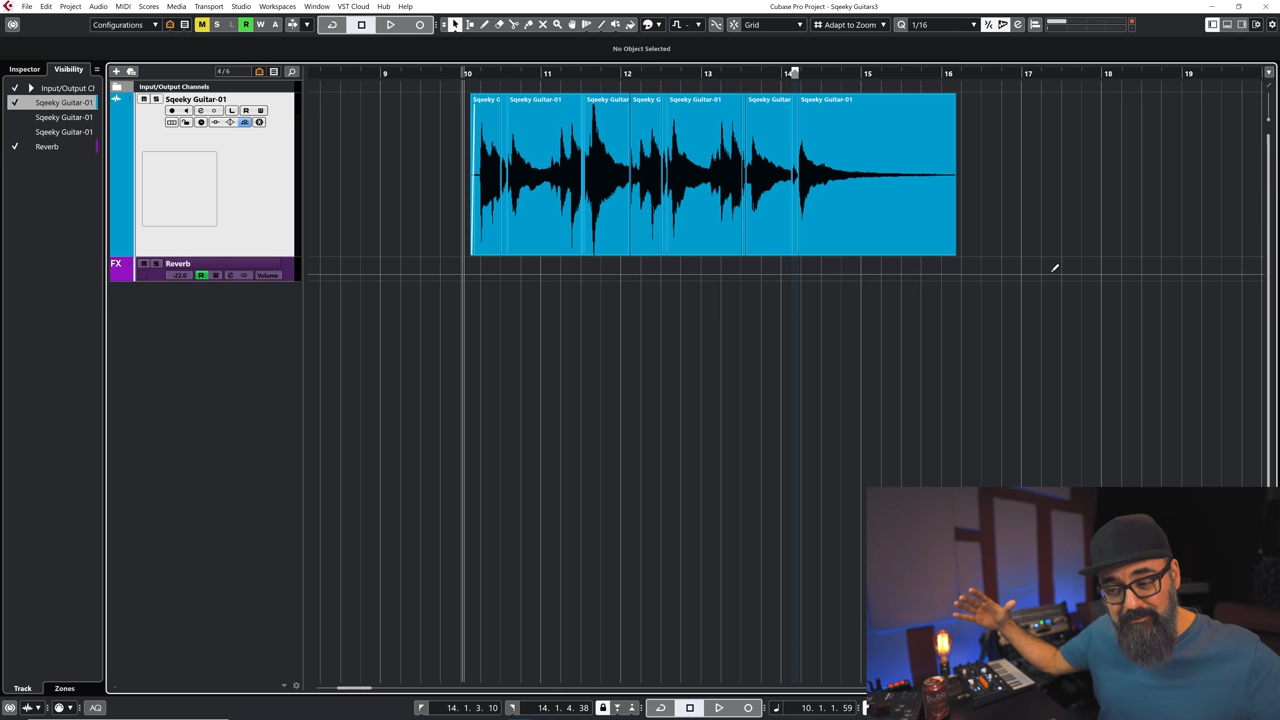 File Edit Project Audio MIDI Scores Media Transport Studio Workspaces Window VST Cloud Hub Help
Cubase Pro Project - Sqeeky Guitars3
Configurations M S L R W A Grid Adapt to Zoom Q 1/16
No Object Selected
Inspector Visibility
4/6
9 10 11 12 13 14 15 16 17 18 19
Input/Output Cl
Input/Output Channels
Sqeeky Guitar-01
Sqeeky Guitar-01
Sqeeky Guitar-01
Reverb
Sqeeky Guitar-01
Sqeeky G Sqeeky Guitar-01 Sqeeky Guitar Sqeeky G Sqeeky Guitar-01 Sqeeky Guitar Sqeeky Guitar-01
FX Reverb
-22.0 R Volume
Track Zones
AQ 14. 1. 3. 10 14. 1. 4. 38 10. 1. 1. 59